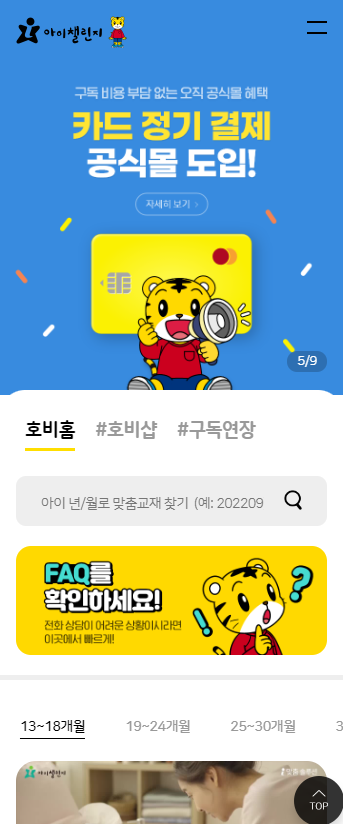 아이챌린지
구독 비용 부담 없는 오직 공식몰 혜택
카드 정기 결제
공식몰 도입!
자세히 보기 >
5/9
호비홈 #호비샵 #구독연장
아이 년/월로 맞춤교재 찾기 (예: 202209
FAQ를
확인하세요!
전화 상담이 어려운 상황이시라면
이곳에서 빠르게!
13~18개월 19~24개월 25~30개월 3
아이챌린지
TOP